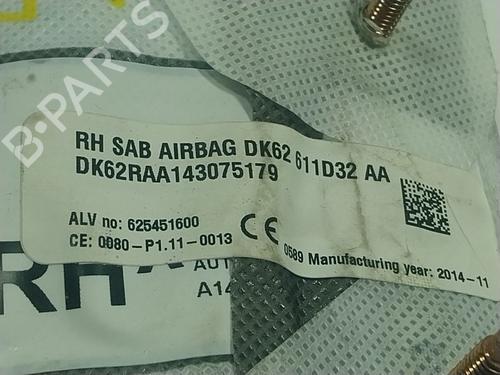 B-PARTS
RH SAB AIRBAG DK62 611D32 AA
DK62RAA143075179
ALV no: 625451600
CE: 0080-P1.11-0013
CE
0589 Manufacturing year: 2014-11
RH
AUT
A14